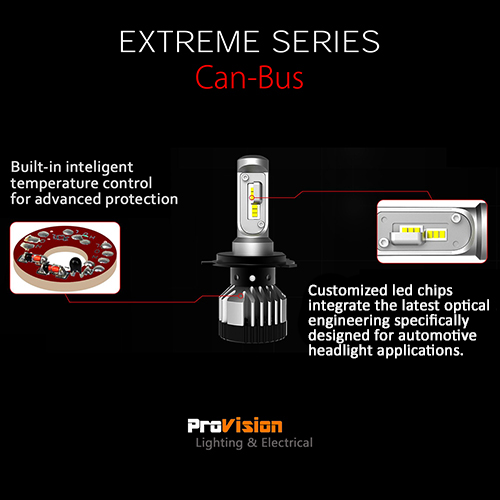 EXTREME SERIES
Can-Bus
Built-in inteligent
temperature control
for advanced protection
Customized led chips
integrate the latest optical
engineering specifically
designed for automotive
headlight applications.
ProVision
Lighting & Electrical